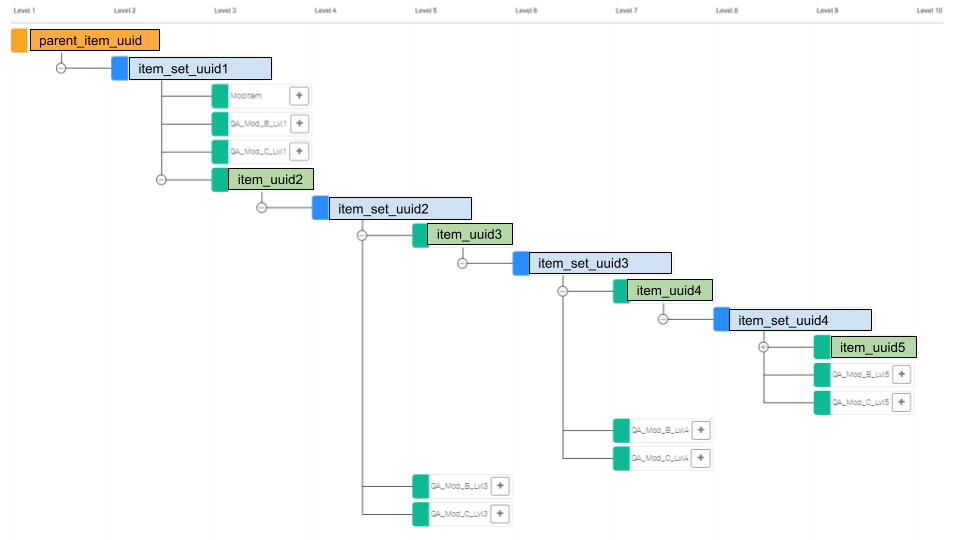 Level 1 Level 2 Level 3 Level 4 Level 5 Level 6 Level 7 Level 8 Level 9 Level 10
parent_item_uuid
item_set_uuid1
ModItem +
QA_Mod_B_Lvl1 +
QA_Mod_C_Lvl1 +
item_uuid2
item_set_uuid2
item_uuid3
item_set_uuid3
item_uuid4
item_set_uuid4
item_uuid5
QA_Mod_B_Lvl5 +
QA_Mod_C_Lvl5 +
QA_Mod_B_Lvl4 +
QA_Mod_C_Lvl4 +
QA_Mod_B_Lvl3 +
QA_Mod_C_Lvl3 +